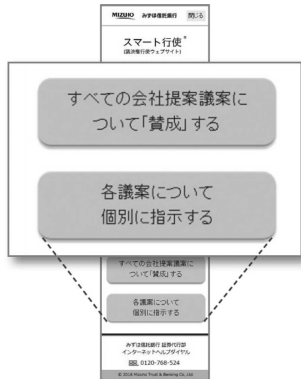 MIZUHO みずほ信託銀行 閉じる
スマート行使®
(議決権行使ウェブサイト)
すべての会社提案議案に
ついて「賛成」する
各議案について
個別に指示する
すべての会社提案議案に
ついて「賛成」する
各議案について
個別に指示する
みずほ信託銀行 証券代行部
インターネットヘルプダイヤル
0120-768-524
© 2018 Mizuho Trust & Banking Co., Ltd.